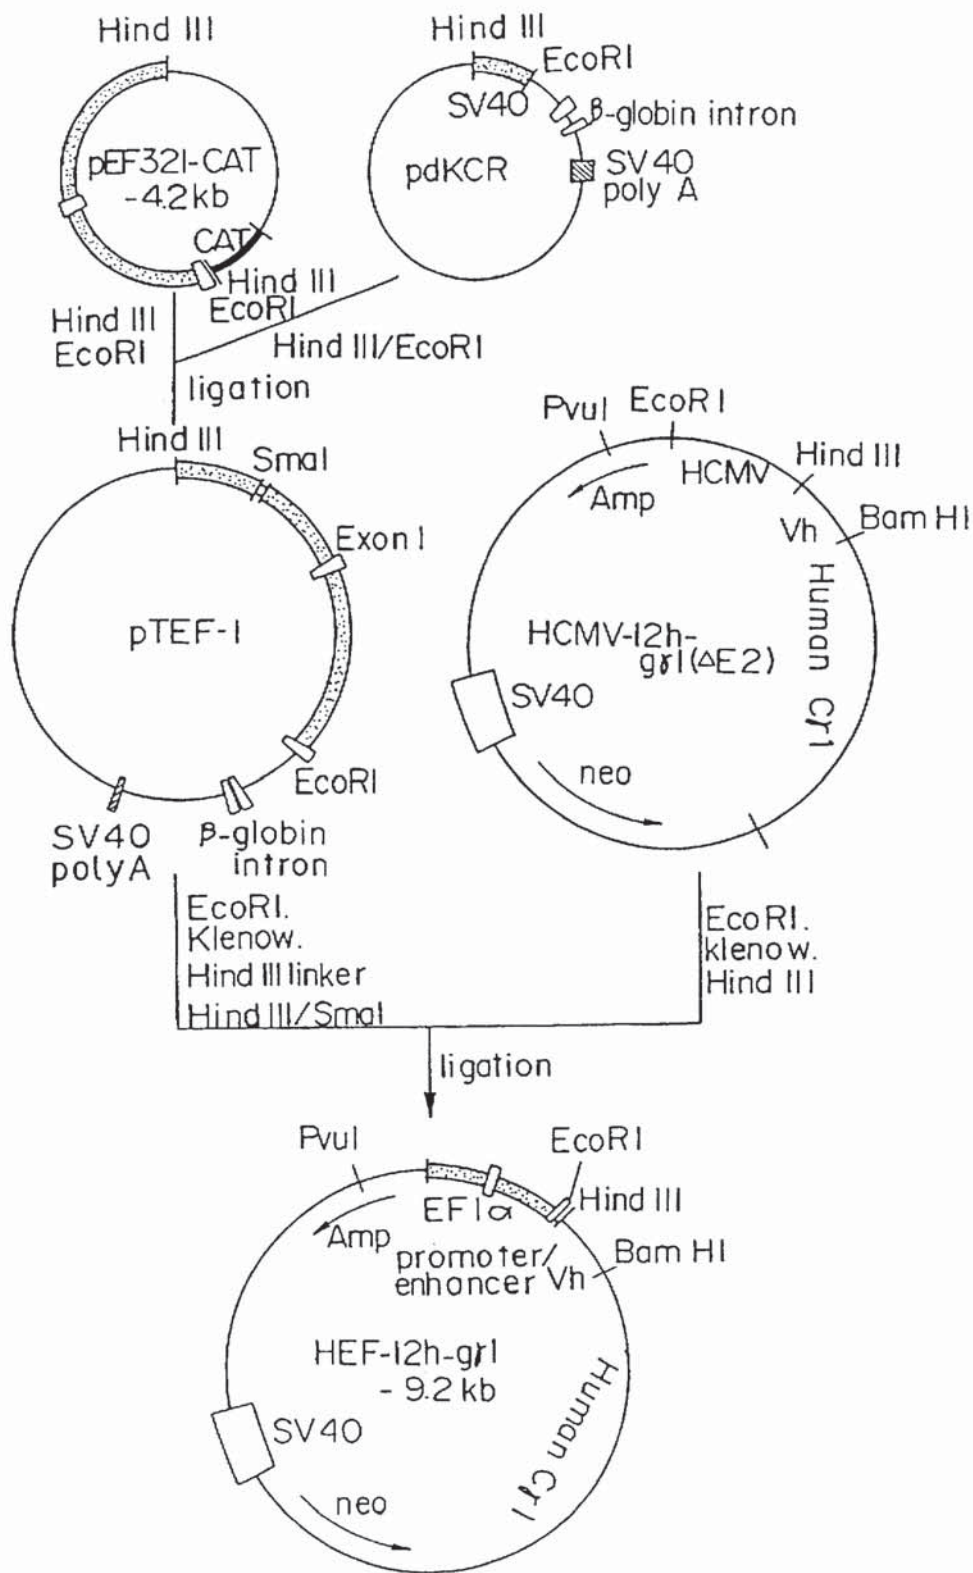 Hind III
pEF321-CAT
-4.2kb
CAT
Hind III
EcoRI
Hind III
EcoRI
SV40
β-globin intron
pdKCR
SV40
poly A
Hind III
EcoRI
Hind III/EcoRI
ligation
Hind III
SmaI
Exon I
pTEF-1
EcoRI
SV40
polyA
β-globin
intron
PvuI
EcoRI
HCMV
Hind III
Amp
Vh
Bam HI
Human Cγ1
HCMV-12h-
gγ1(ΔE2)
SV40
neo
EcoRI.
Klenow.
Hind III linker
Hind III/SmaI
EcoRI.
klenow.
Hind III
ligation
PvuI
EcoRI
EF1α
Hind III
Amp
promoter/
enhancer
Vh
Bam HI
HEF-12h-gγ1
- 9.2 kb
Human Cγ1
SV40
neo